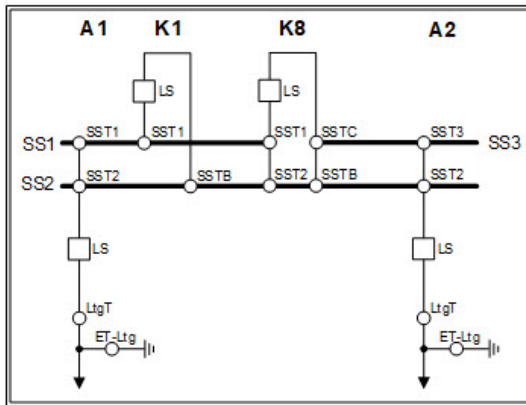 A1 K1 K8 A2
LS LS
SS1 SST1 SST1 SST1 SSTC SST3 SS3
SS2 SST2 SSTB SST2 SSTB SST2
LS LS
LtgT LtgT
ET-Ltg ET-Ltg